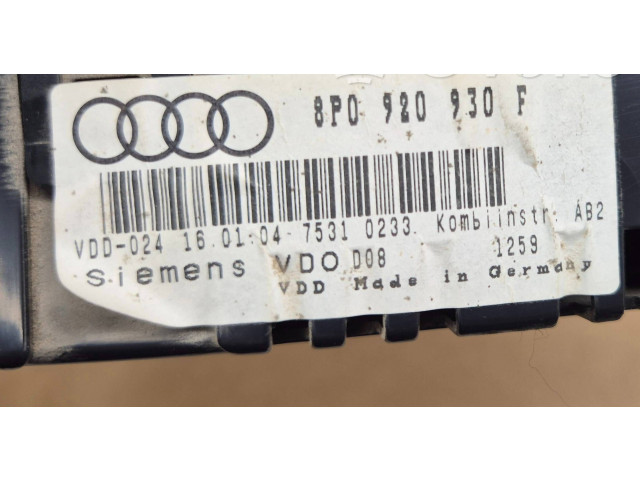 8P0 920 930 F
VDD-024 16.01.04 7531 0233. Kombiinstr. AB2
Siemens VDO D08 1259
VDD Made in Germany